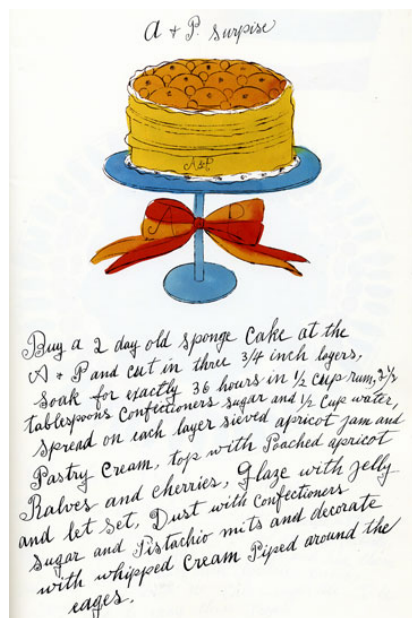 A + P. Surpise
A & P
A P
Buy a 2 day old sponge cake at the
A + P and cut in three 3/4 inch layers,
soak for exactly 36 hours in 1/2 cup rum, 2 1/2
tablespoons Confectioners sugar and 1/2 cup water,
spread on each layer sieved apricot jam and
Pastry Cream, top with Poached apricot
Halves and cherries, Glaze with jelly
and let set, Dust with Confectioners
sugar and Pistachio nuts and decorate
with whipped Cream Piped around the
eages.